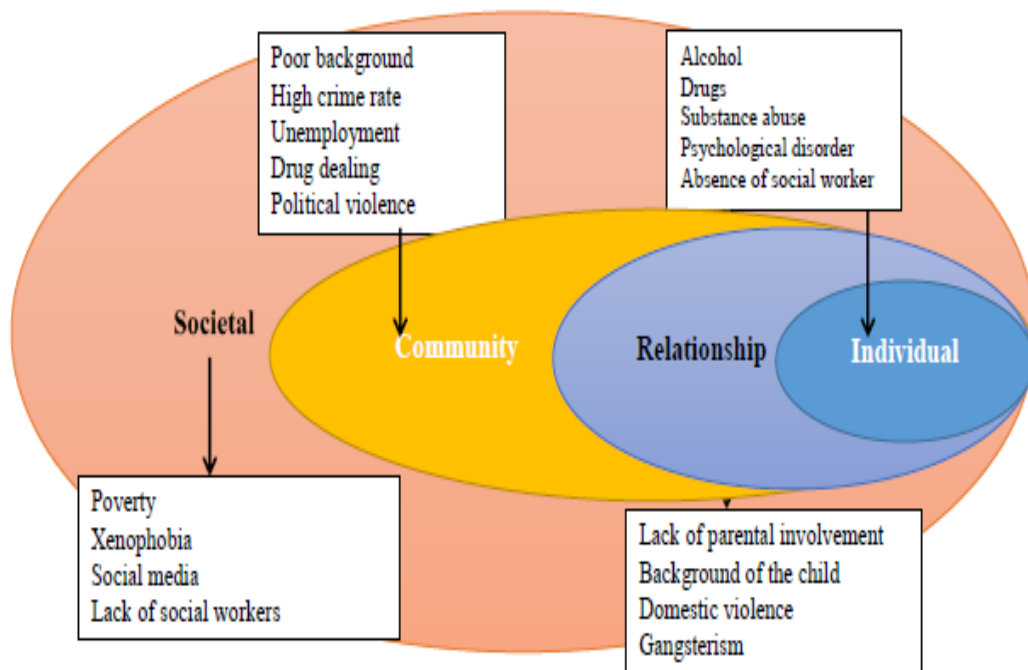 Poor background
High crime rate
Unemployment
Drug dealing
Political violence
Alcohol
Drugs
Substance abuse
Psychological disorder
Absence of social worker
Societal
Community
Relationship
Individual
Poverty
Xenophobia
Social media
Lack of social workers
Lack of parental involvement
Background of the child
Domestic violence
Gangsterism